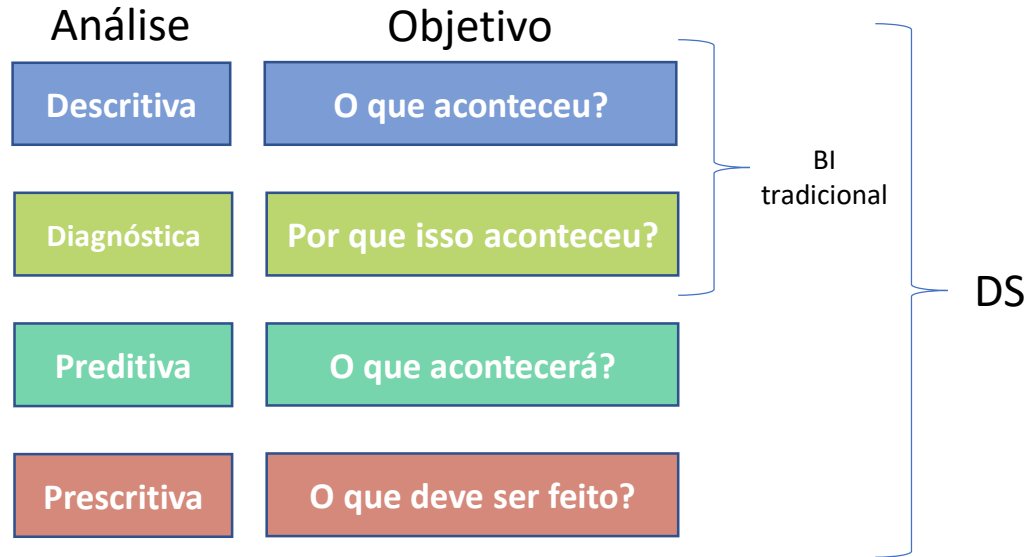 Análise
Objetivo
Descritiva
O que aconteceu?
Diagnóstica
Por que isso aconteceu?
Preditiva
O que acontecerá?
Prescritiva
O que deve ser feito?
BI
tradicional
DS